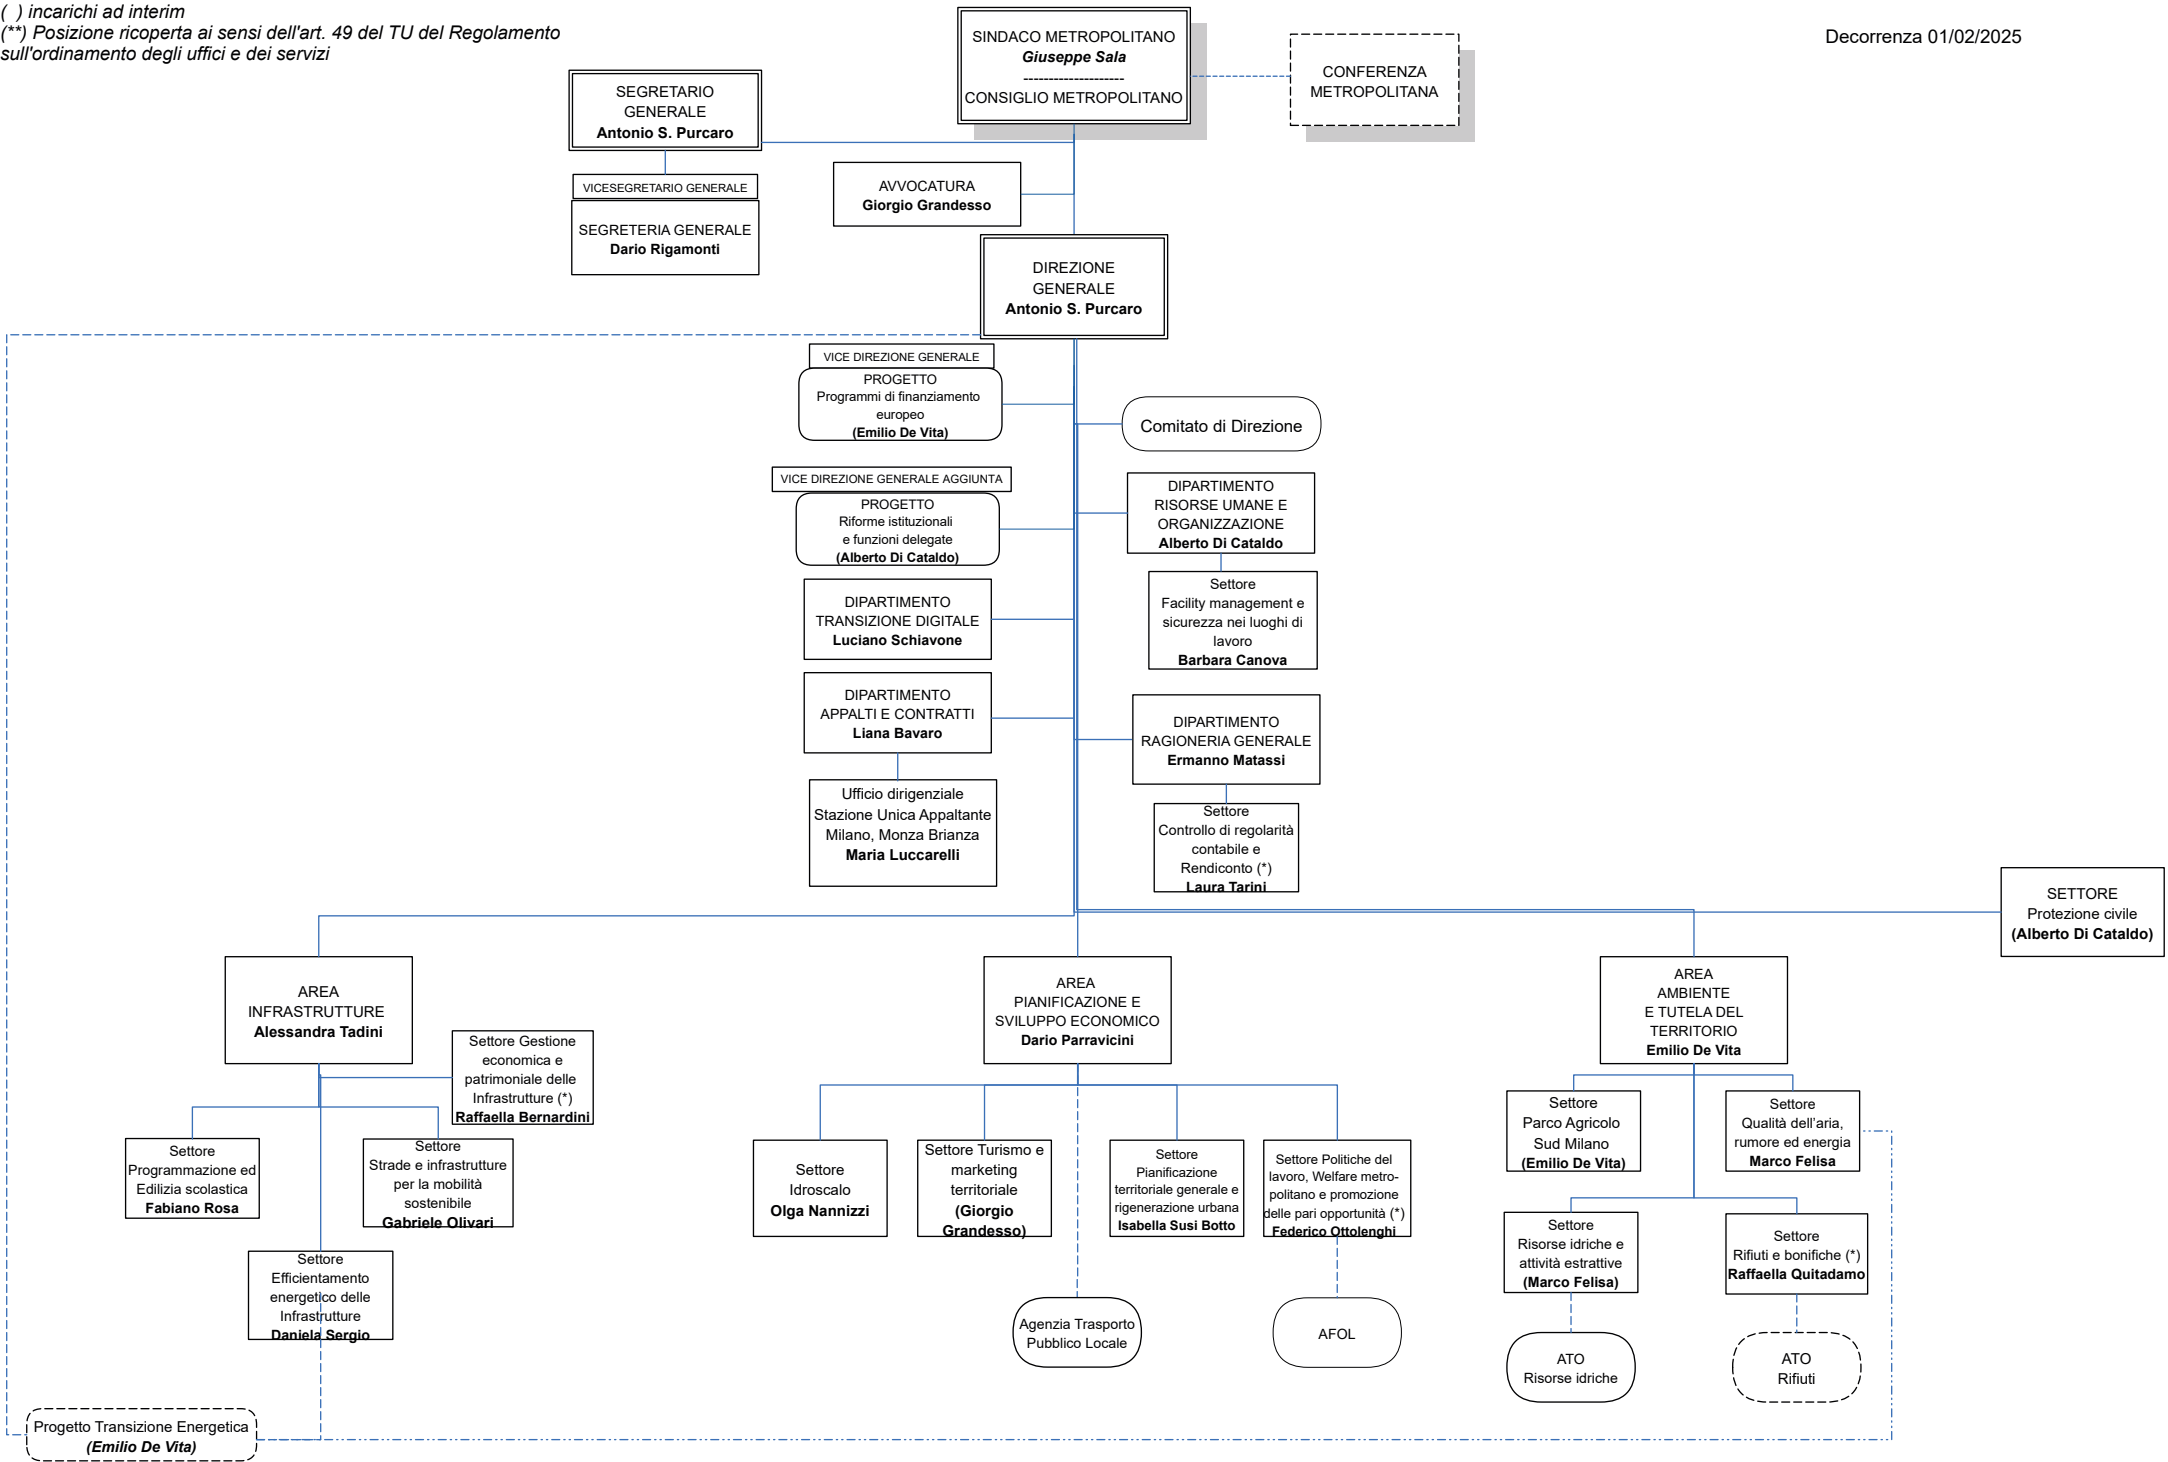 ( ) incarichi ad interim
(**) Posizione ricoperta ai sensi dell'art. 49 del TU del Regolamento
sull'ordinamento degli uffici e dei servizi
Decorrenza 01/02/2025
SINDACO METROPOLITANO
Giuseppe Sala
--------------------
CONSIGLIO METROPOLITANO
CONFERENZA
METROPOLITANA
SEGRETARIO
GENERALE
Antonio S. Purcaro
VICESEGRETARIO GENERALE
SEGRETERIA GENERALE
Dario Rigamonti
AVVOCATURA
Giorgio Grandesso
DIREZIONE
GENERALE
Antonio S. Purcaro
VICE DIREZIONE GENERALE
PROGETTO
Programmi di finanziamento
europeo
(Emilio De Vita)
Comitato di Direzione
VICE DIREZIONE GENERALE AGGIUNTA
PROGETTO
Riforme istituzionali
e funzioni delegate
(Alberto Di Cataldo)
DIPARTIMENTO
RISORSE UMANE E
ORGANIZZAZIONE
Alberto Di Cataldo
Settore
Facility management e
sicurezza nei luoghi di
lavoro
Barbara Canova
DIPARTIMENTO
TRANSIZIONE DIGITALE
Luciano Schiavone
DIPARTIMENTO
APPALTI E CONTRATTI
Liana Bavaro
Ufficio dirigenziale
Stazione Unica Appaltante
Milano, Monza Brianza
Maria Luccarelli
DIPARTIMENTO
RAGIONERIA GENERALE
Ermanno Matassi
Settore
Controllo di regolarità
contabile e
Rendiconto (*)
Laura Tarini
SETTORE
Protezione civile
(Alberto Di Cataldo)
AREA
INFRASTRUTTURE
Alessandra Tadini
Settore Gestione
economica e
patrimoniale delle
Infrastrutture (*)
Raffaella Bernardini
Settore
Programmazione ed
Edilizia scolastica
Fabiano Rosa
Settore
Strade e infrastrutture
per la mobilità
sostenibile
Gabriele Olivari
Settore
Efficientamento
energetico delle
Infrastrutture
Daniela Sergio
AREA
PIANIFICAZIONE E
SVILUPPO ECONOMICO
Dario Parravicini
Settore
Idroscalo
Olga Nannizzi
Settore Turismo e
marketing
territoriale
(Giorgio
Grandesso)
Settore
Pianificazione
territoriale generale e
rigenerazione urbana
Isabella Susi Botto
Settore Politiche del
lavoro, Welfare metro-
politano e promozione
delle pari opportunità (*)
Federico Ottolenghi
Agenzia Trasporto
Pubblico Locale
AFOL
AREA
AMBIENTE
E TUTELA DEL
TERRITORIO
Emilio De Vita
Settore
Parco Agricolo
Sud Milano
(Emilio De Vita)
Settore
Qualità dell'aria,
rumore ed energia
Marco Felisa
Settore
Risorse idriche e
attività estrattive
(Marco Felisa)
Settore
Rifiuti e bonifiche (*)
Raffaella Quitadamo
ATO
Risorse idriche
ATO
Rifiuti
Progetto Transizione Energetica
(Emilio De Vita)